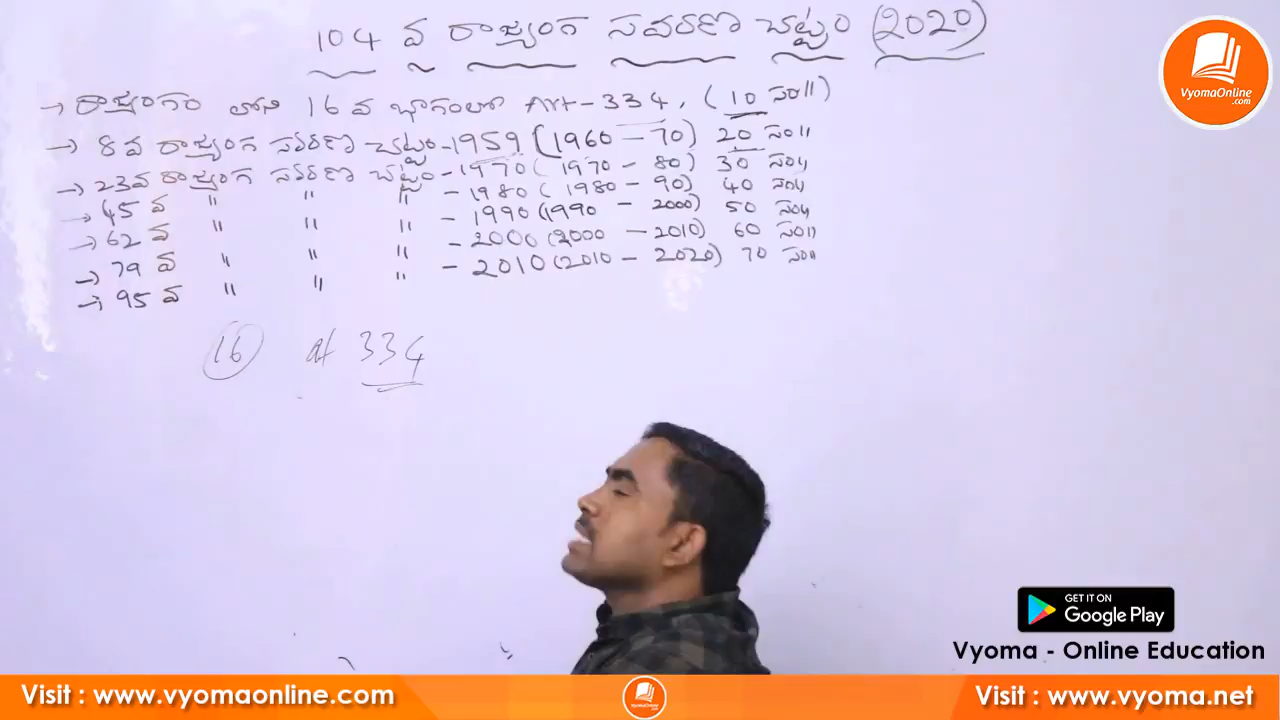 104 వ రాజ్యంగ సవరణ చట్టం (2020)
→ రాజ్యంగం లోని 16 వ భాగంలో Art-334. (10 సం॥)
→ 8వ రాజ్యంగ సవరణ చట్టం-1959 (1960 – 70) 20 సం॥
→ 23వ రాజ్యంగ సవరణ చట్టం - 1970 (1970 – 80) 30 సం॥
→ 45 వ " " " - 1980 (1980 – 90) 40 సం॥
→ 62 వ " " " - 1990 (1990 – 2000) 50 సం॥
→ 79 వ " " " - 2000 (2000 – 2010) 60 సం॥
→ 95 వ " " " - 2010 (2010 – 2020) 70 సం॥
16 at 334
VyomaOnline
.com
GET IT ON
Google Play
Vyoma - Online Education
Visit : www.vyomaonline.com
Visit : www.vyoma.net